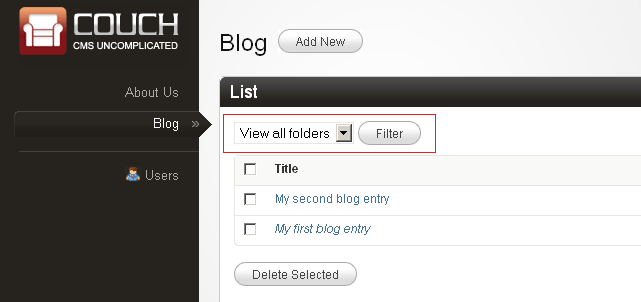 COUCH
CMS UNCOMPLICATED
About Us
Blog »
Users
Blog Add New
List
View all folders Filter
Title
My second blog entry
My first blog entry
Delete Selected